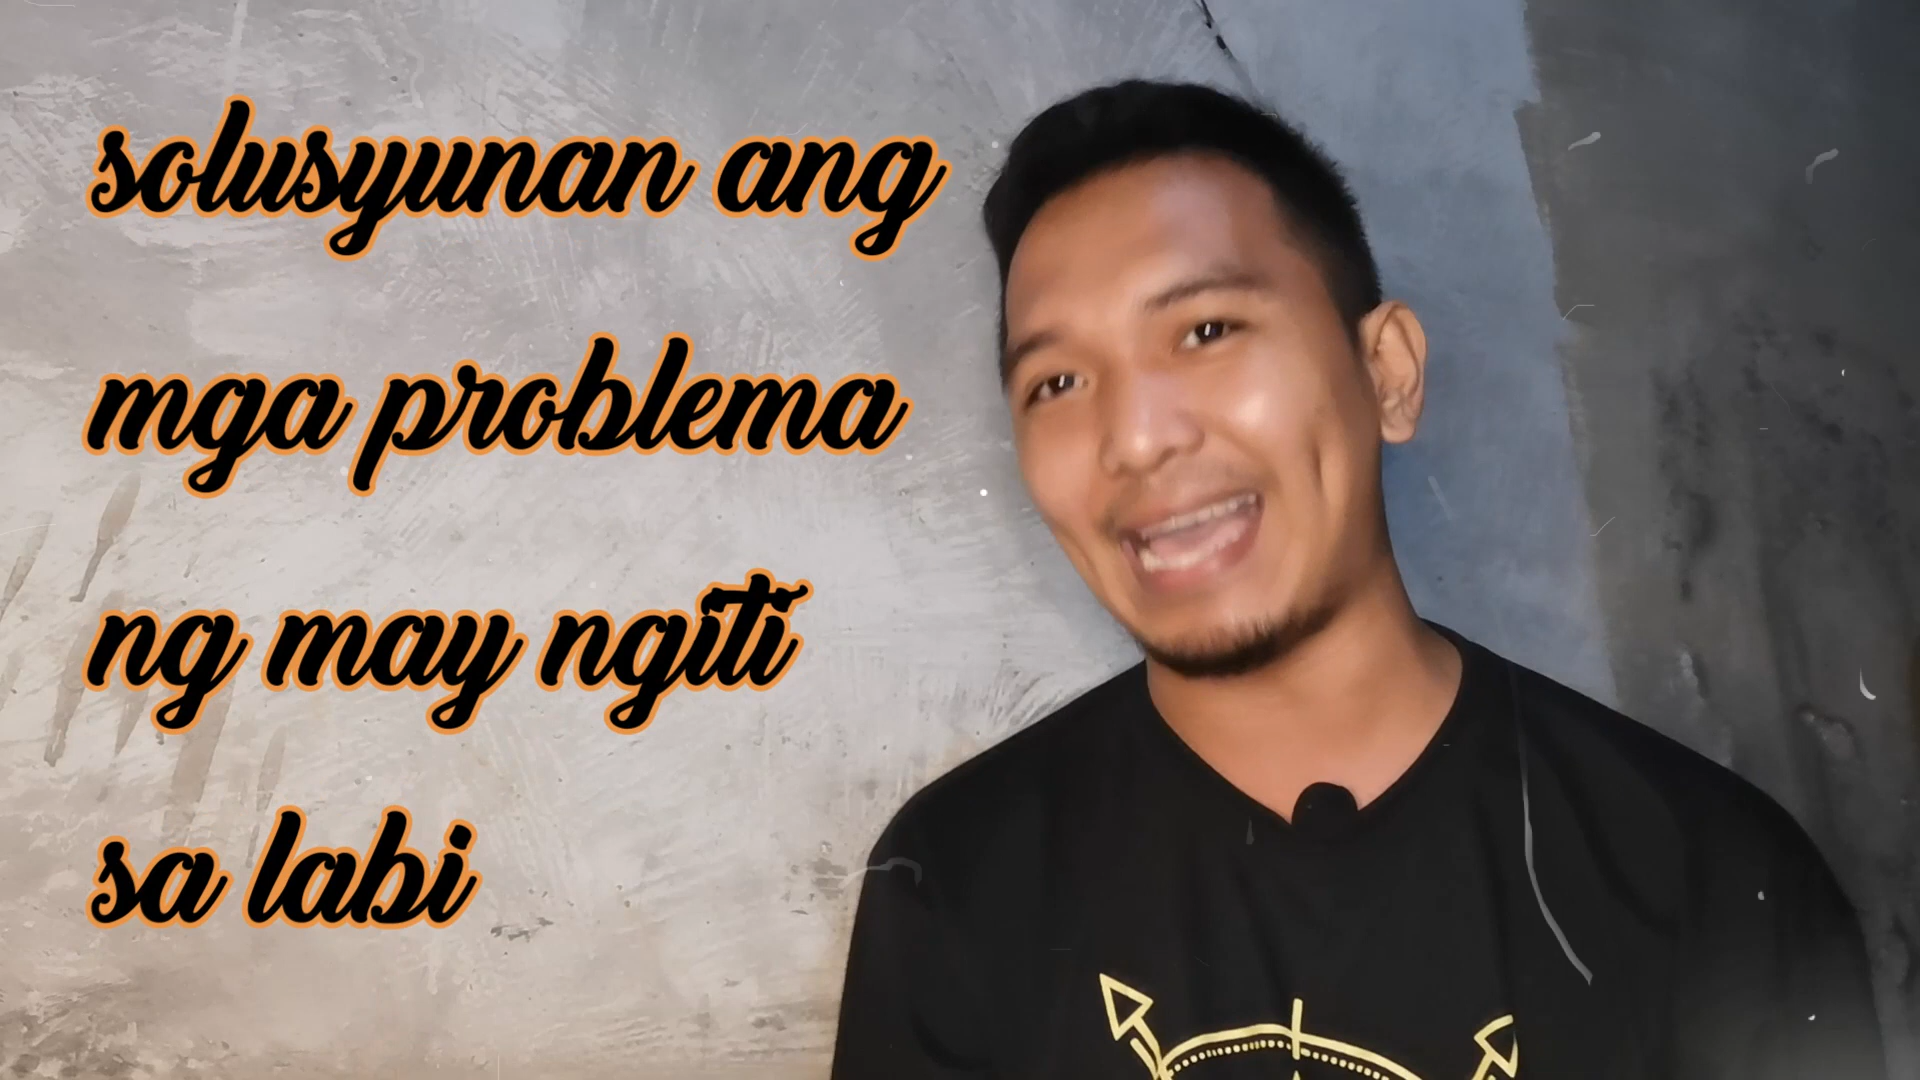 solusyunan ang
mga problema
ng may ngiti
sa labi